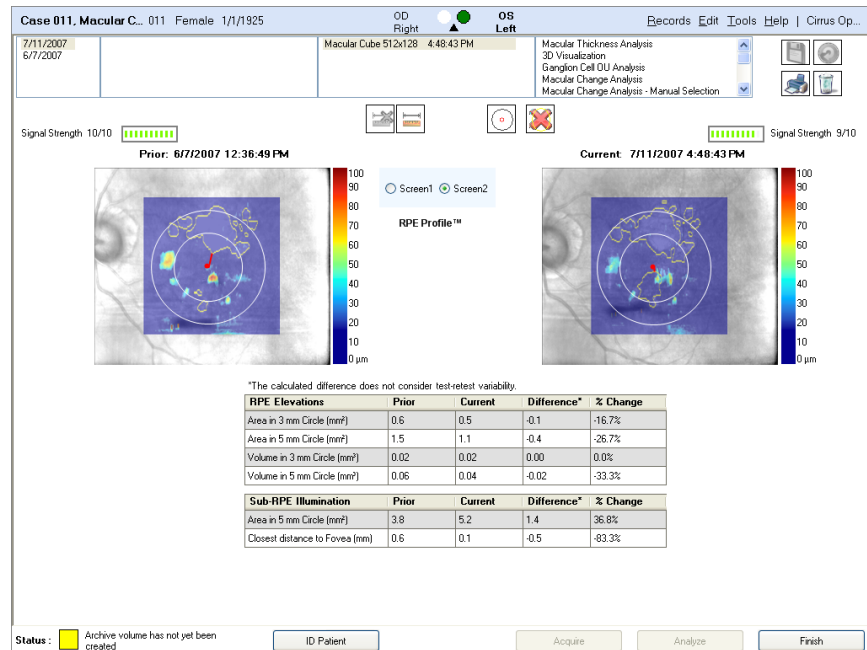 Case 011, Macular C... 011 Female 1/1/1925
OD
Right
OS
Left
Records Edit Tools Help | Cirrus Op...
7/11/2007
6/7/2007
Macular Cube 512x128 4:48:43 PM
Macular Thickness Analysis
3D Visualization
Ganglion Cell OU Analysis
Macular Change Analysis
Macular Change Analysis - Manual Selection
Signal Strength 10/10
Signal Strength 9/10
Prior: 6/7/2007 12:36:49 PM
Current: 7/11/2007 4:48:43 PM
100
90
80
70
60
50
40
30
20
10
0 µm
Screen1 Screen2
RPE Profile™
100
90
80
70
60
50
40
30
20
10
0 µm
*The calculated difference does not consider test-retest variability.
RPE Elevations Prior Current Difference* % Change
Area in 3 mm Circle (mm²) 0.6 0.5 -0.1 -16.7%
Area in 5 mm Circle (mm²) 1.5 1.1 -0.4 -26.7%
Volume in 3 mm Circle (mm³) 0.02 0.02 0.00 0.0%
Volume in 5 mm Circle (mm³) 0.06 0.04 -0.02 -33.3%
Sub-RPE Illumination Prior Current Difference* % Change
Area in 5 mm Circle (mm²) 3.8 5.2 1.4 36.8%
Closest distance to Fovea (mm) 0.6 0.1 -0.5 -83.3%
Status : Archive volume has not yet been
created
ID Patient
Acquire
Analyze
Finish